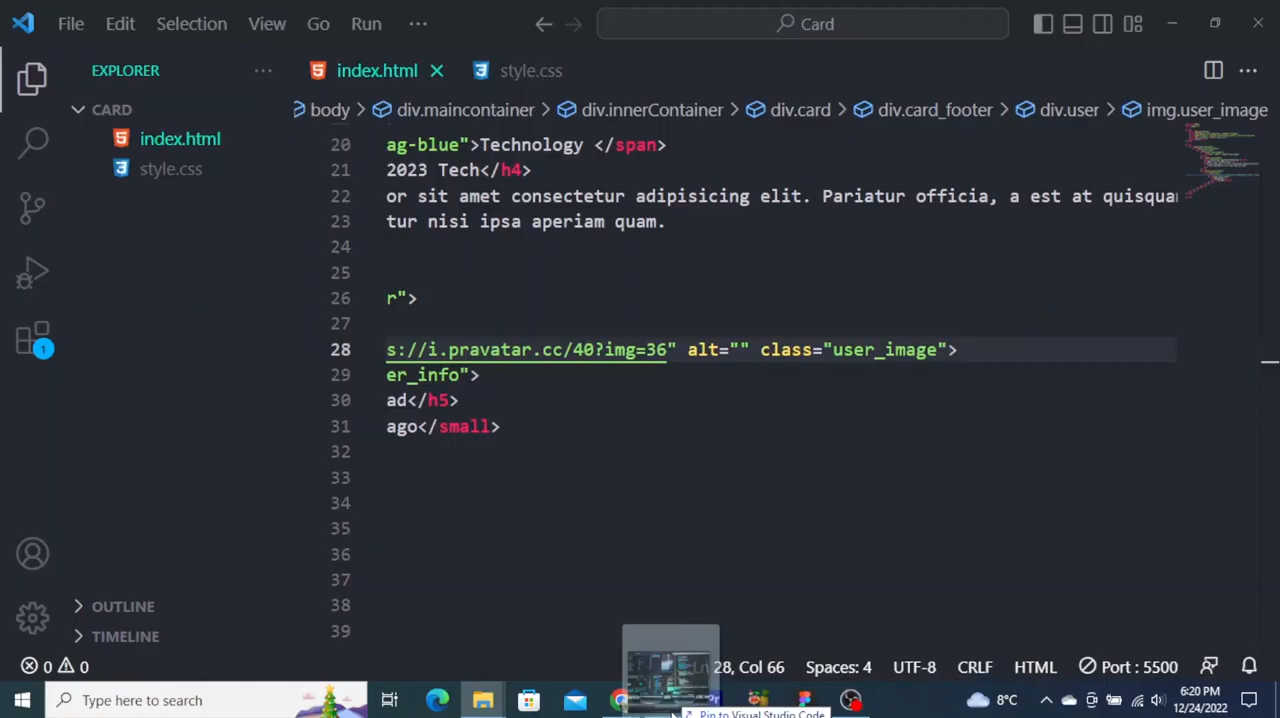 File Edit View Go Run ··· Card
EXPLORER ··· index.html style.css
CARD body > div.maincontainer > div.innerContainer > div.card > div.card_footer > div.user > img.user_image
index.html
style.css
20 ag-blue">Technology </span>
21 2023 Tech</h4>
22 or sit amet consectetur adipisicing elit. Pariatur officia, a est at quisqua
23 tur nisi ipsa aperiam quam.
24
25
26 r">
27
28 s://i.pravatar.cc/40?img=36" alt="" class="user_image">
29 er_info">
30 ad</h5>
31 ago</small>
32
33
34
35
36
37
38
39
1
OUTLINE
TIMELINE
0 0 Ln 28, Col 66 Spaces: 4 UTF-8 CRLF HTML Port : 5500
Type here to search 8°C 6:20 PM
12/24/2022
Pin to Visual Studio Code